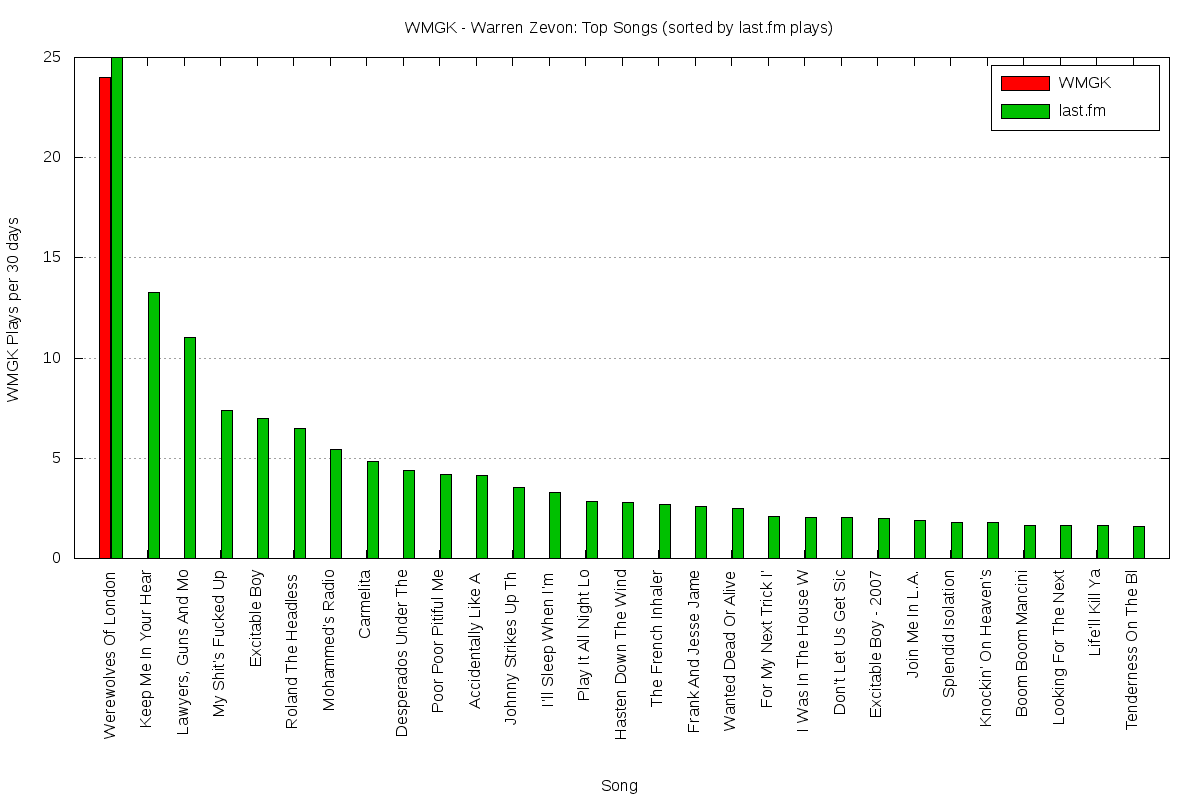 WMGK - Warren Zevon: Top Songs (sorted by last.fm plays)
WMGK
last.fm
25
20
15
10
5
0
WMGK Plays per 30 days
Werewolves Of London
Keep Me In Your Hear
Lawyers, Guns And Mo
My Shit's Fucked Up
Excitable Boy
Roland The Headless
Mohammed's Radio
Carmelita
Desperados Under The
Poor Poor Pitiful Me
Accidentally Like A
Johnny Strikes Up Th
I'll Sleep When I'm
Play It All Night Lo
Hasten Down The Wind
The French Inhaler
Frank And Jesse Jame
Wanted Dead Or Alive
For My Next Trick I'
I Was In The House W
Don't Let Us Get Sic
Excitable Boy - 2007
Join Me In L.A.
Splendid Isolation
Knockin' On Heaven's
Boom Boom Mancini
Looking For The Next
Life'll Kill Ya
Tenderness On The Bl
Song